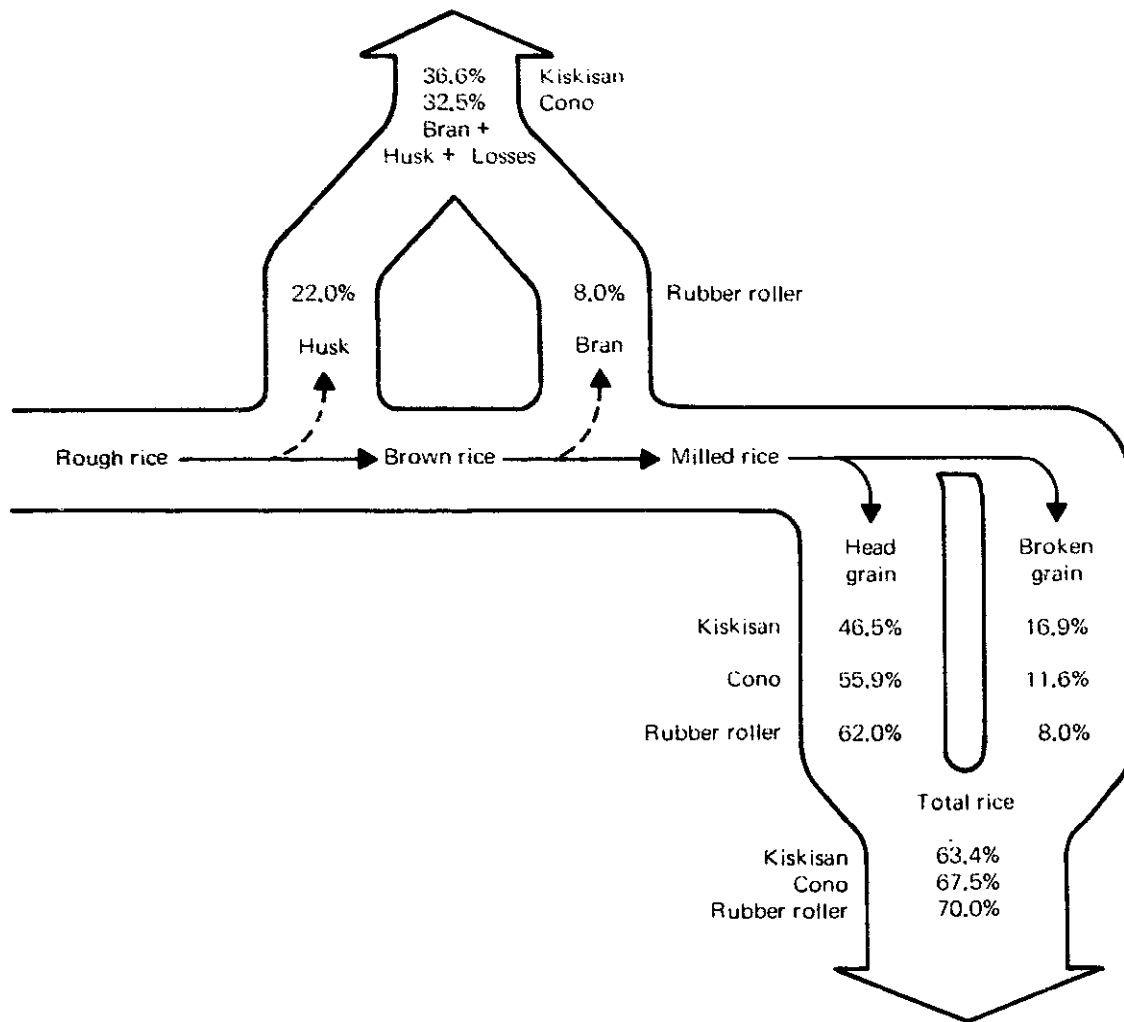 36.6% Kiskisan
32.5% Cono
Bran +
Husk + Losses
22.0% 8.0% Rubber roller
Husk Bran
Rough rice Brown rice Milled rice
Head Broken
grain grain
Kiskisan 46.5% 16.9%
Cono 55.9% 11.6%
Rubber roller 62.0% 8.0%
Total rice
Kiskisan 63.4%
Cono 67.5%
Rubber roller 70.0%